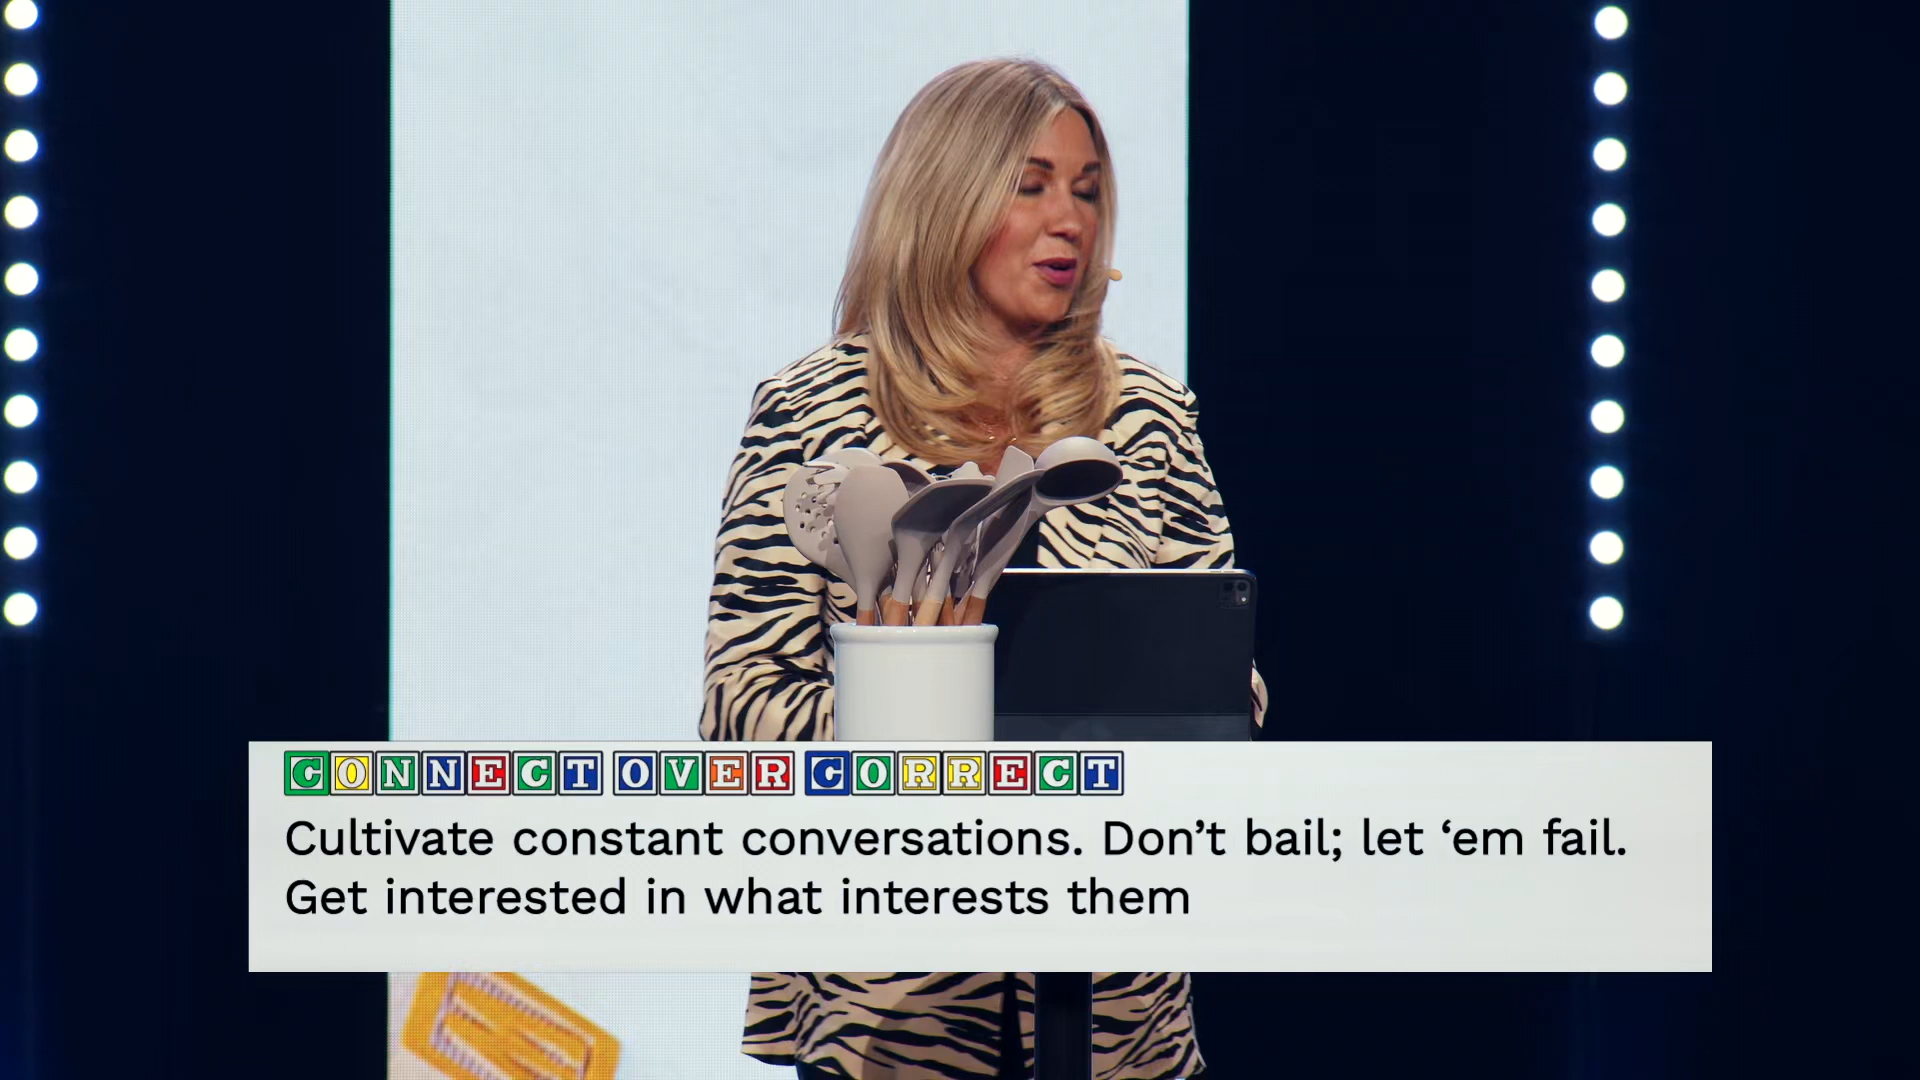 CONNECT OVER CORRECT
Cultivate constant conversations. Don’t bail; let ‘em fail.
Get interested in what interests them